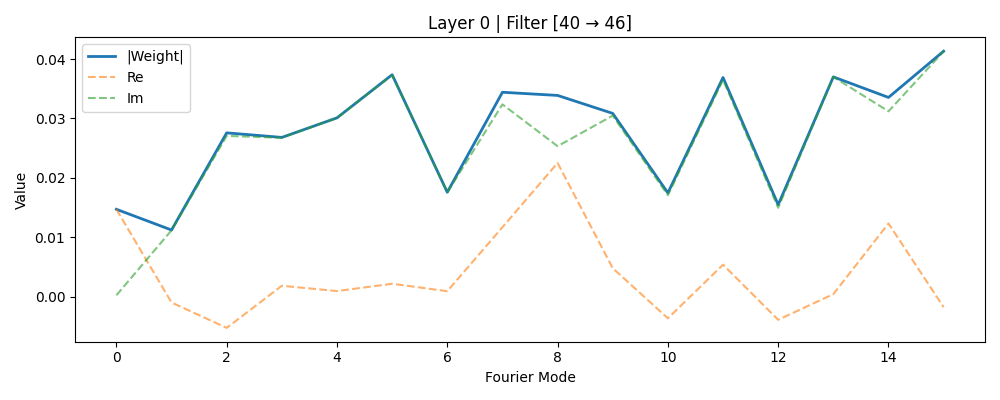 Layer 0 | Filter [40 → 46]
|Weight|
Re
Im
Value
0.04
0.03
0.02
0.01
0.00
0 2 4 6 8 10 12 14
Fourier Mode